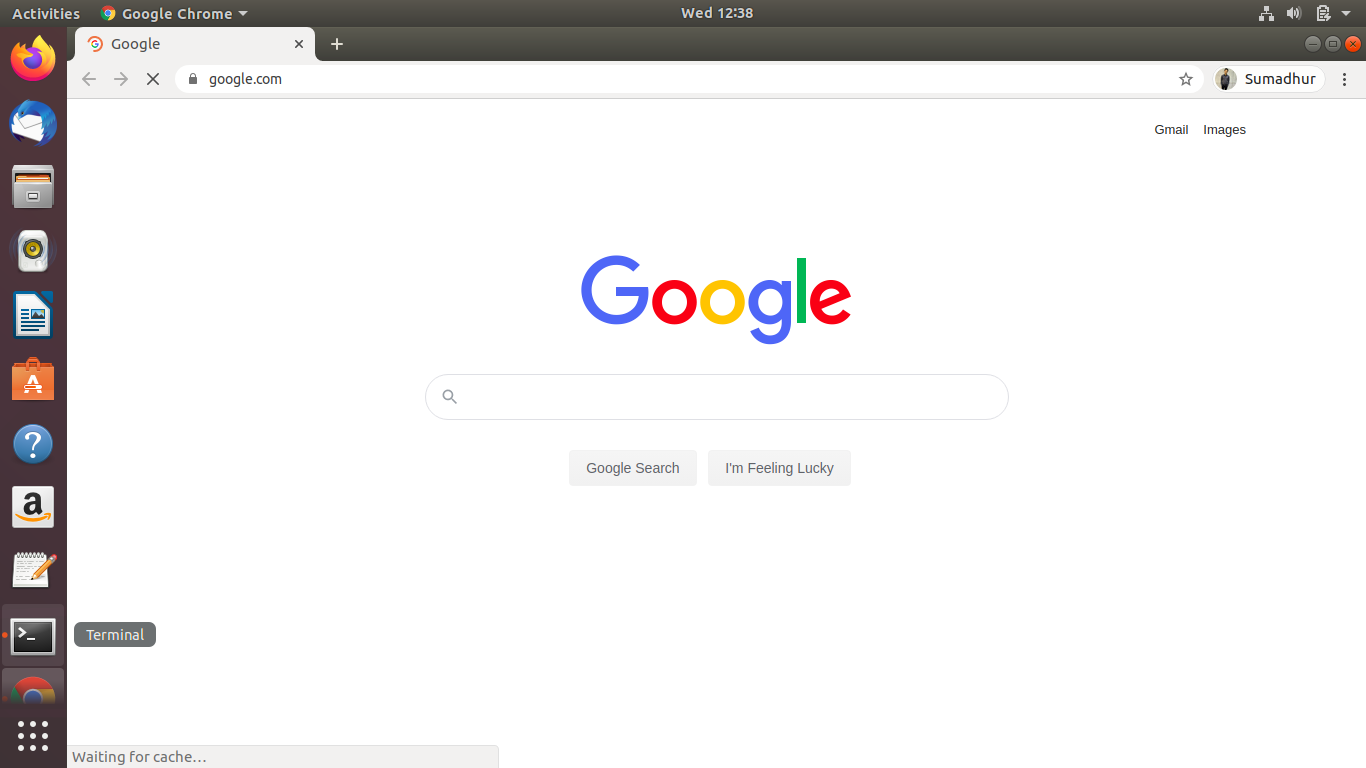 Activities Google Chrome Wed 12:38
Google
google.com Sumadhur
Gmail Images
Google
Google Search I'm Feeling Lucky
Terminal
Waiting for cache…